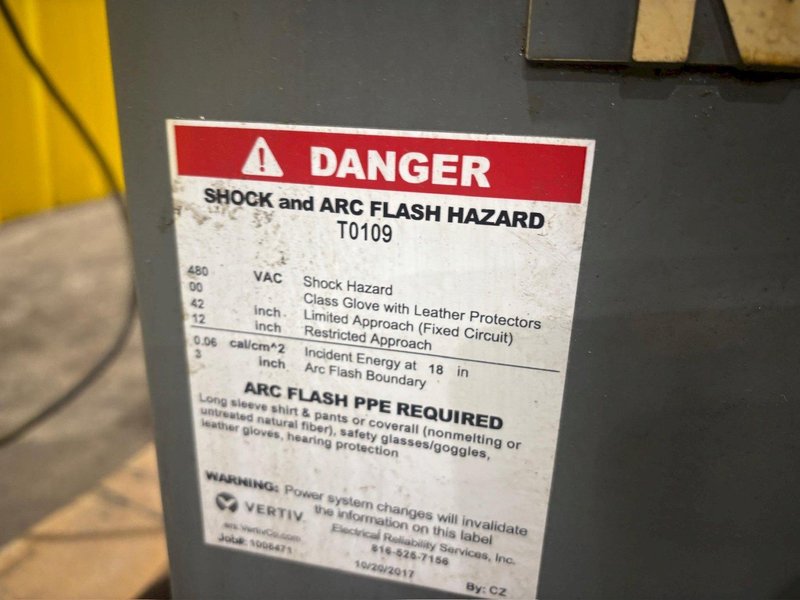 DANGER
SHOCK and ARC FLASH HAZARD
T0109
480 VAC Shock Hazard
00 Class Glove with Leather Protectors
42 inch Limited Approach (Fixed Circuit)
12 inch Restricted Approach
0.06 cal/cm^2 Incident Energy at 18 in
3 inch Arc Flash Boundary
ARC FLASH PPE REQUIRED
Long sleeve shirt & pants or coverall (nonmelting or
untreated natural fiber), safety glasses/goggles,
leather gloves, hearing protection
WARNING: Power system changes will invalidate
the information on this label
VERTIV
Electrical Reliability Services, Inc.
are.VertivCo.com
816-525-7156
Job#: 1006471
10/20/2017
By: CZ